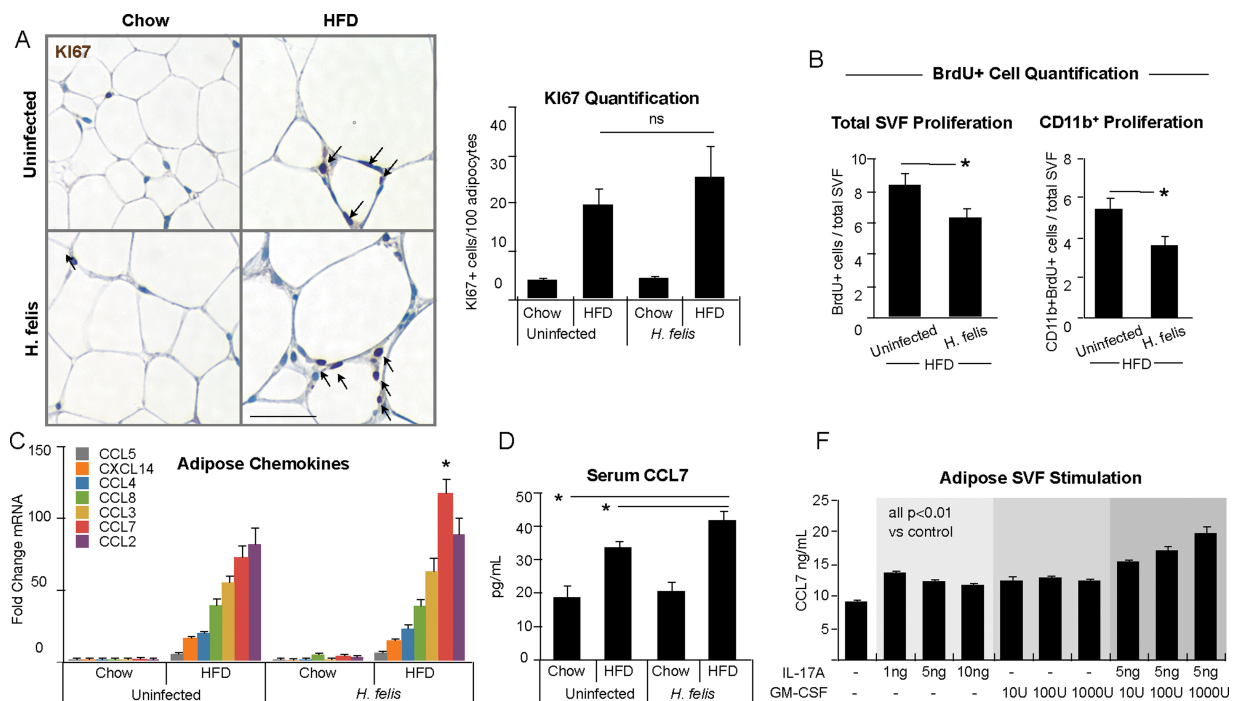 Chow
HFD
A
KI67
Uninfected
H. felis
KI67 Quantification
KI67+ cells/100 adipocytes
40
30
20
10
0
ns
Chow
HFD
Chow
HFD
Uninfected
H. felis
B
BrdU+ Cell Quantification
Total SVF Proliferation
BrdU+ cells / total SVF
10
8
6
4
2
0
*
Uninfected
H. felis
HFD
CD11b+ Proliferation
CD11b+BrdU+ cells / total SVF
8
6
4
2
0
*
Uninfected
H. felis
HFD
C
Adipose Chemokines
Fold Change mRNA
150
100
50
0
CCL5
CXCL14
CCL4
CCL8
CCL3
CCL7
CCL2
*
Chow
HFD
Chow
HFD
Uninfected
H. felis
D
Serum CCL7
pg/mL
50
40
30
20
10
0
*
*
Chow
HFD
Chow
HFD
Uninfected
H. felis
F
Adipose SVF Stimulation
CCL7 ng/mL
25
20
15
10
5
all p<0.01
vs control
IL-17A - 1ng 5ng 10ng - - - 5ng 5ng 5ng
GM-CSF - - - - 10U 100U 1000U 10U 100U 1000U